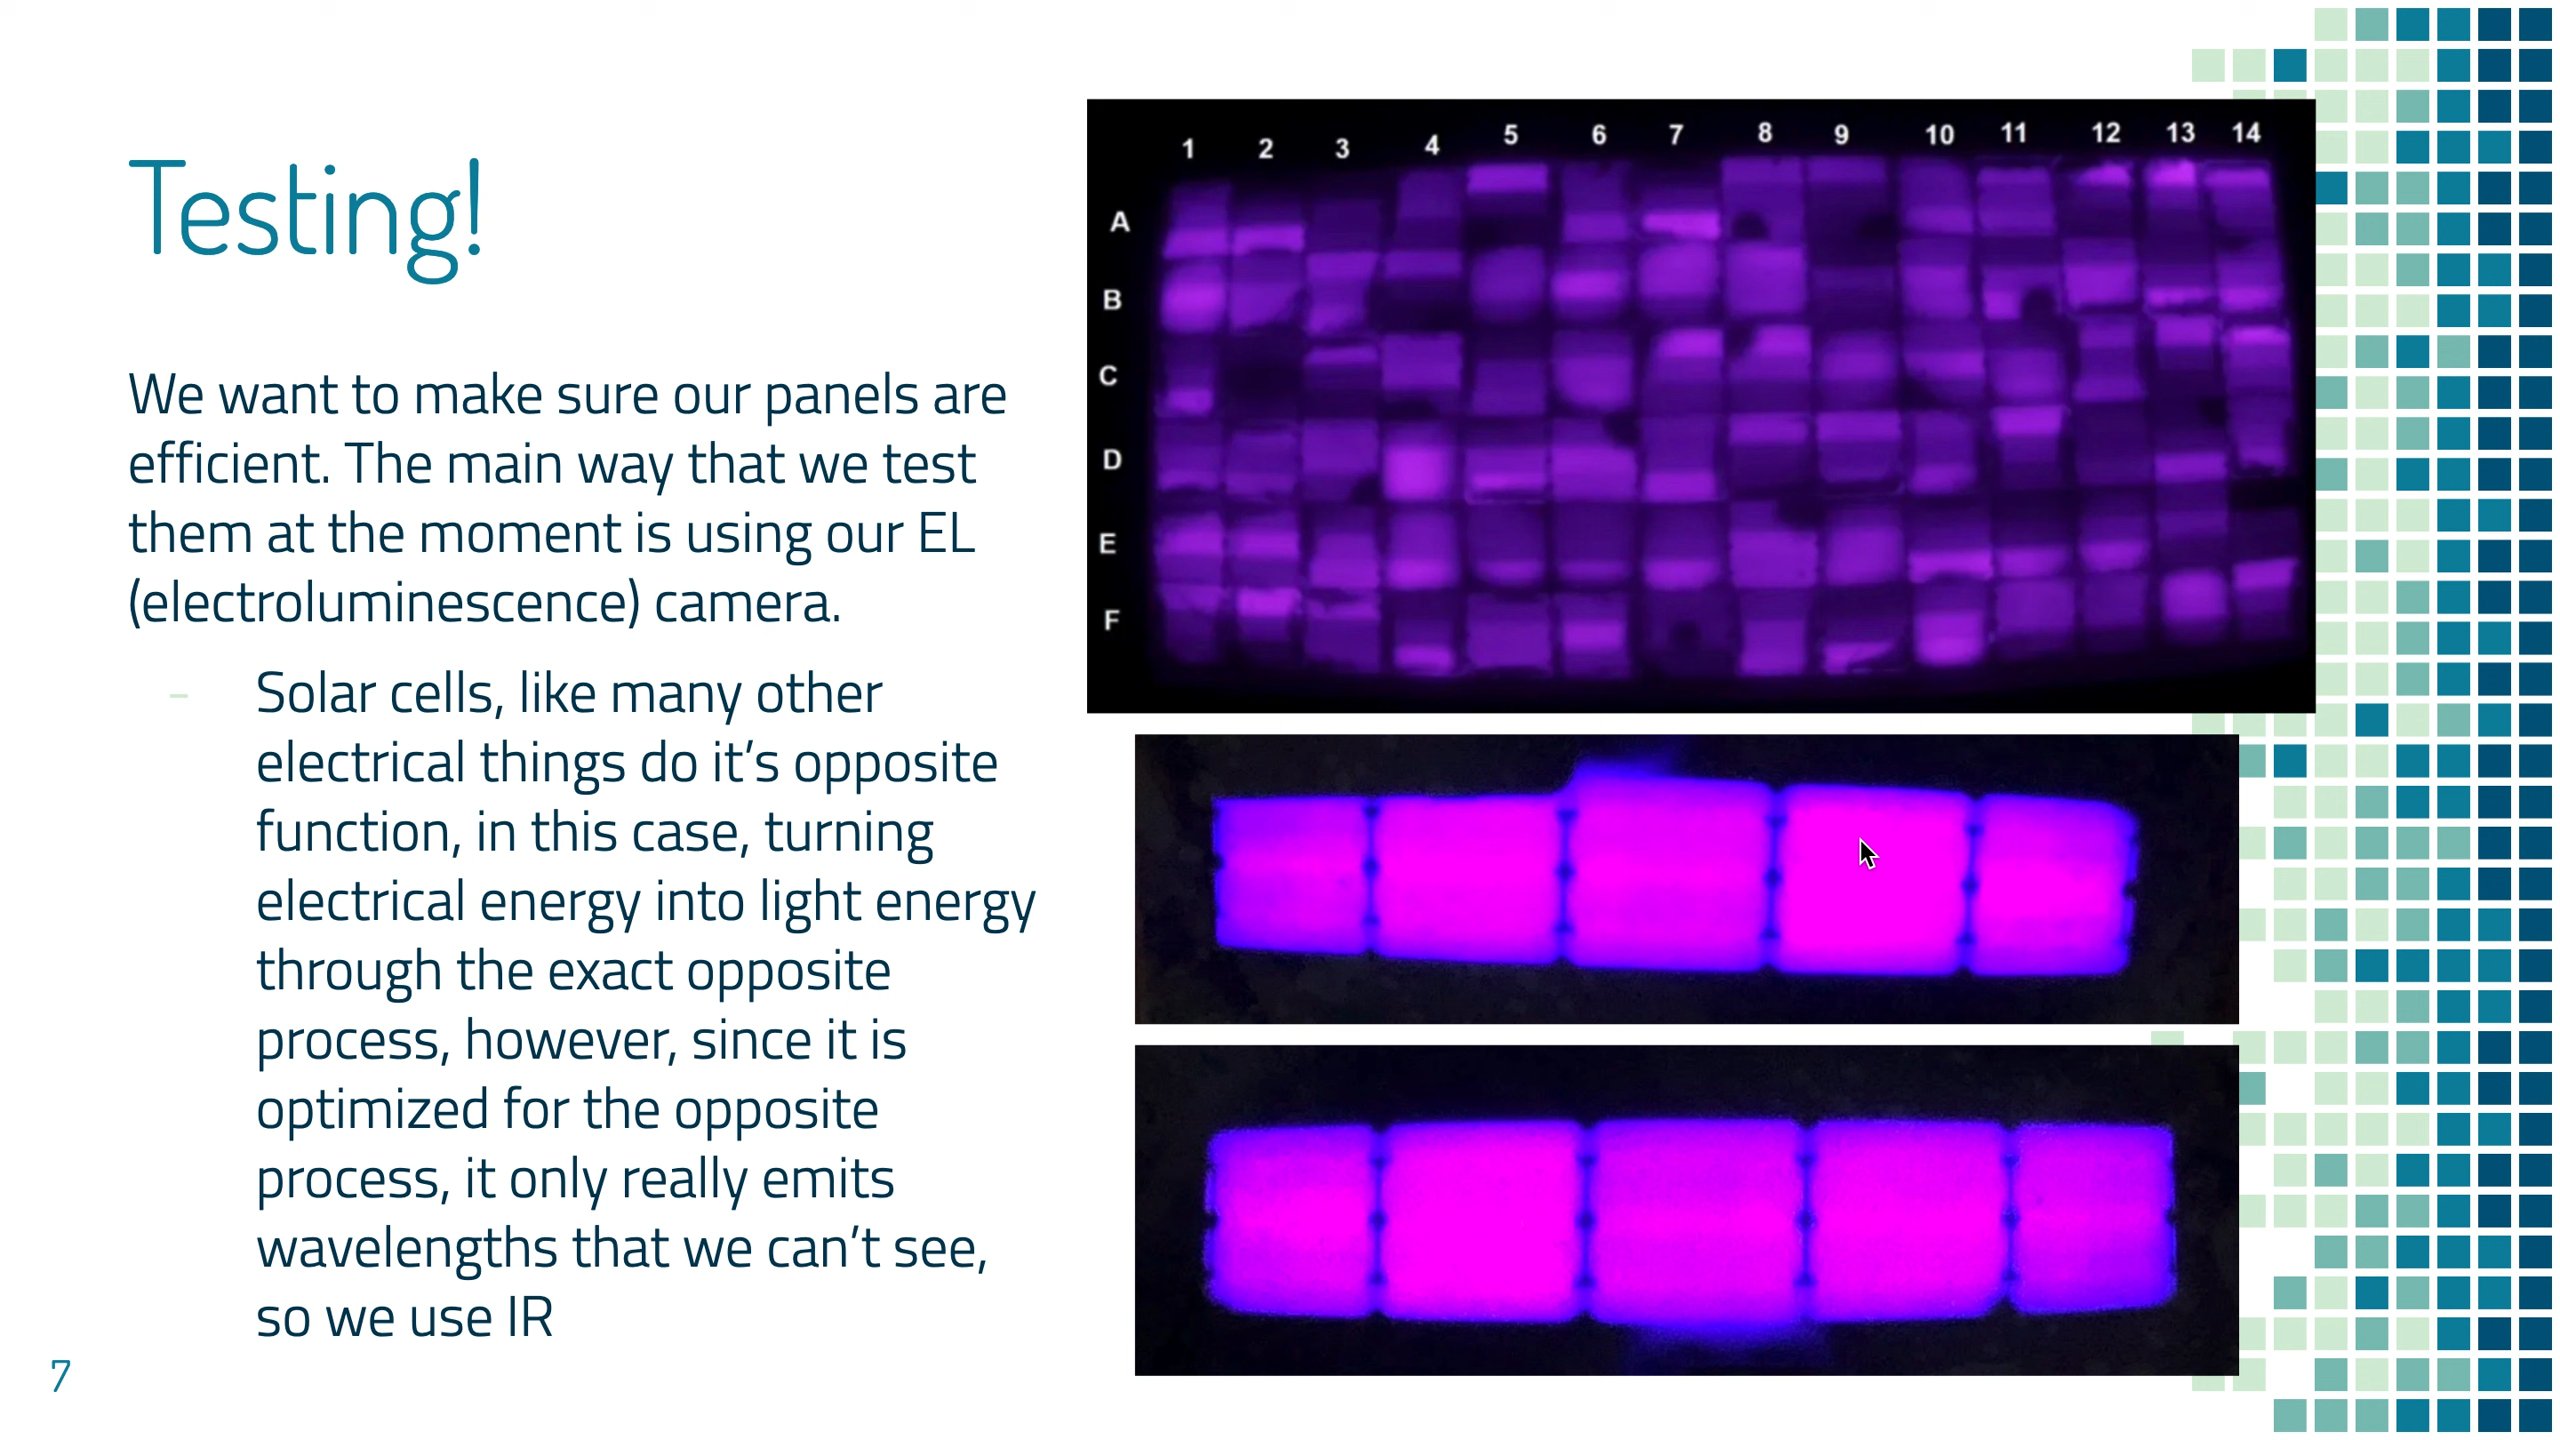 Testing!
We want to make sure our panels are
efficient. The main way that we test
them at the moment is using our EL
(electroluminescence) camera.
- Solar cells, like many other
electrical things do it’s opposite
function, in this case, turning
electrical energy into light energy
through the exact opposite
process, however, since it is
optimized for the opposite
process, it only really emits
wavelengths that we can’t see,
so we use IR
7
1 2 3 4 5 6 7 8 9 10 11 12 13 14
A
B
C
D
E
F